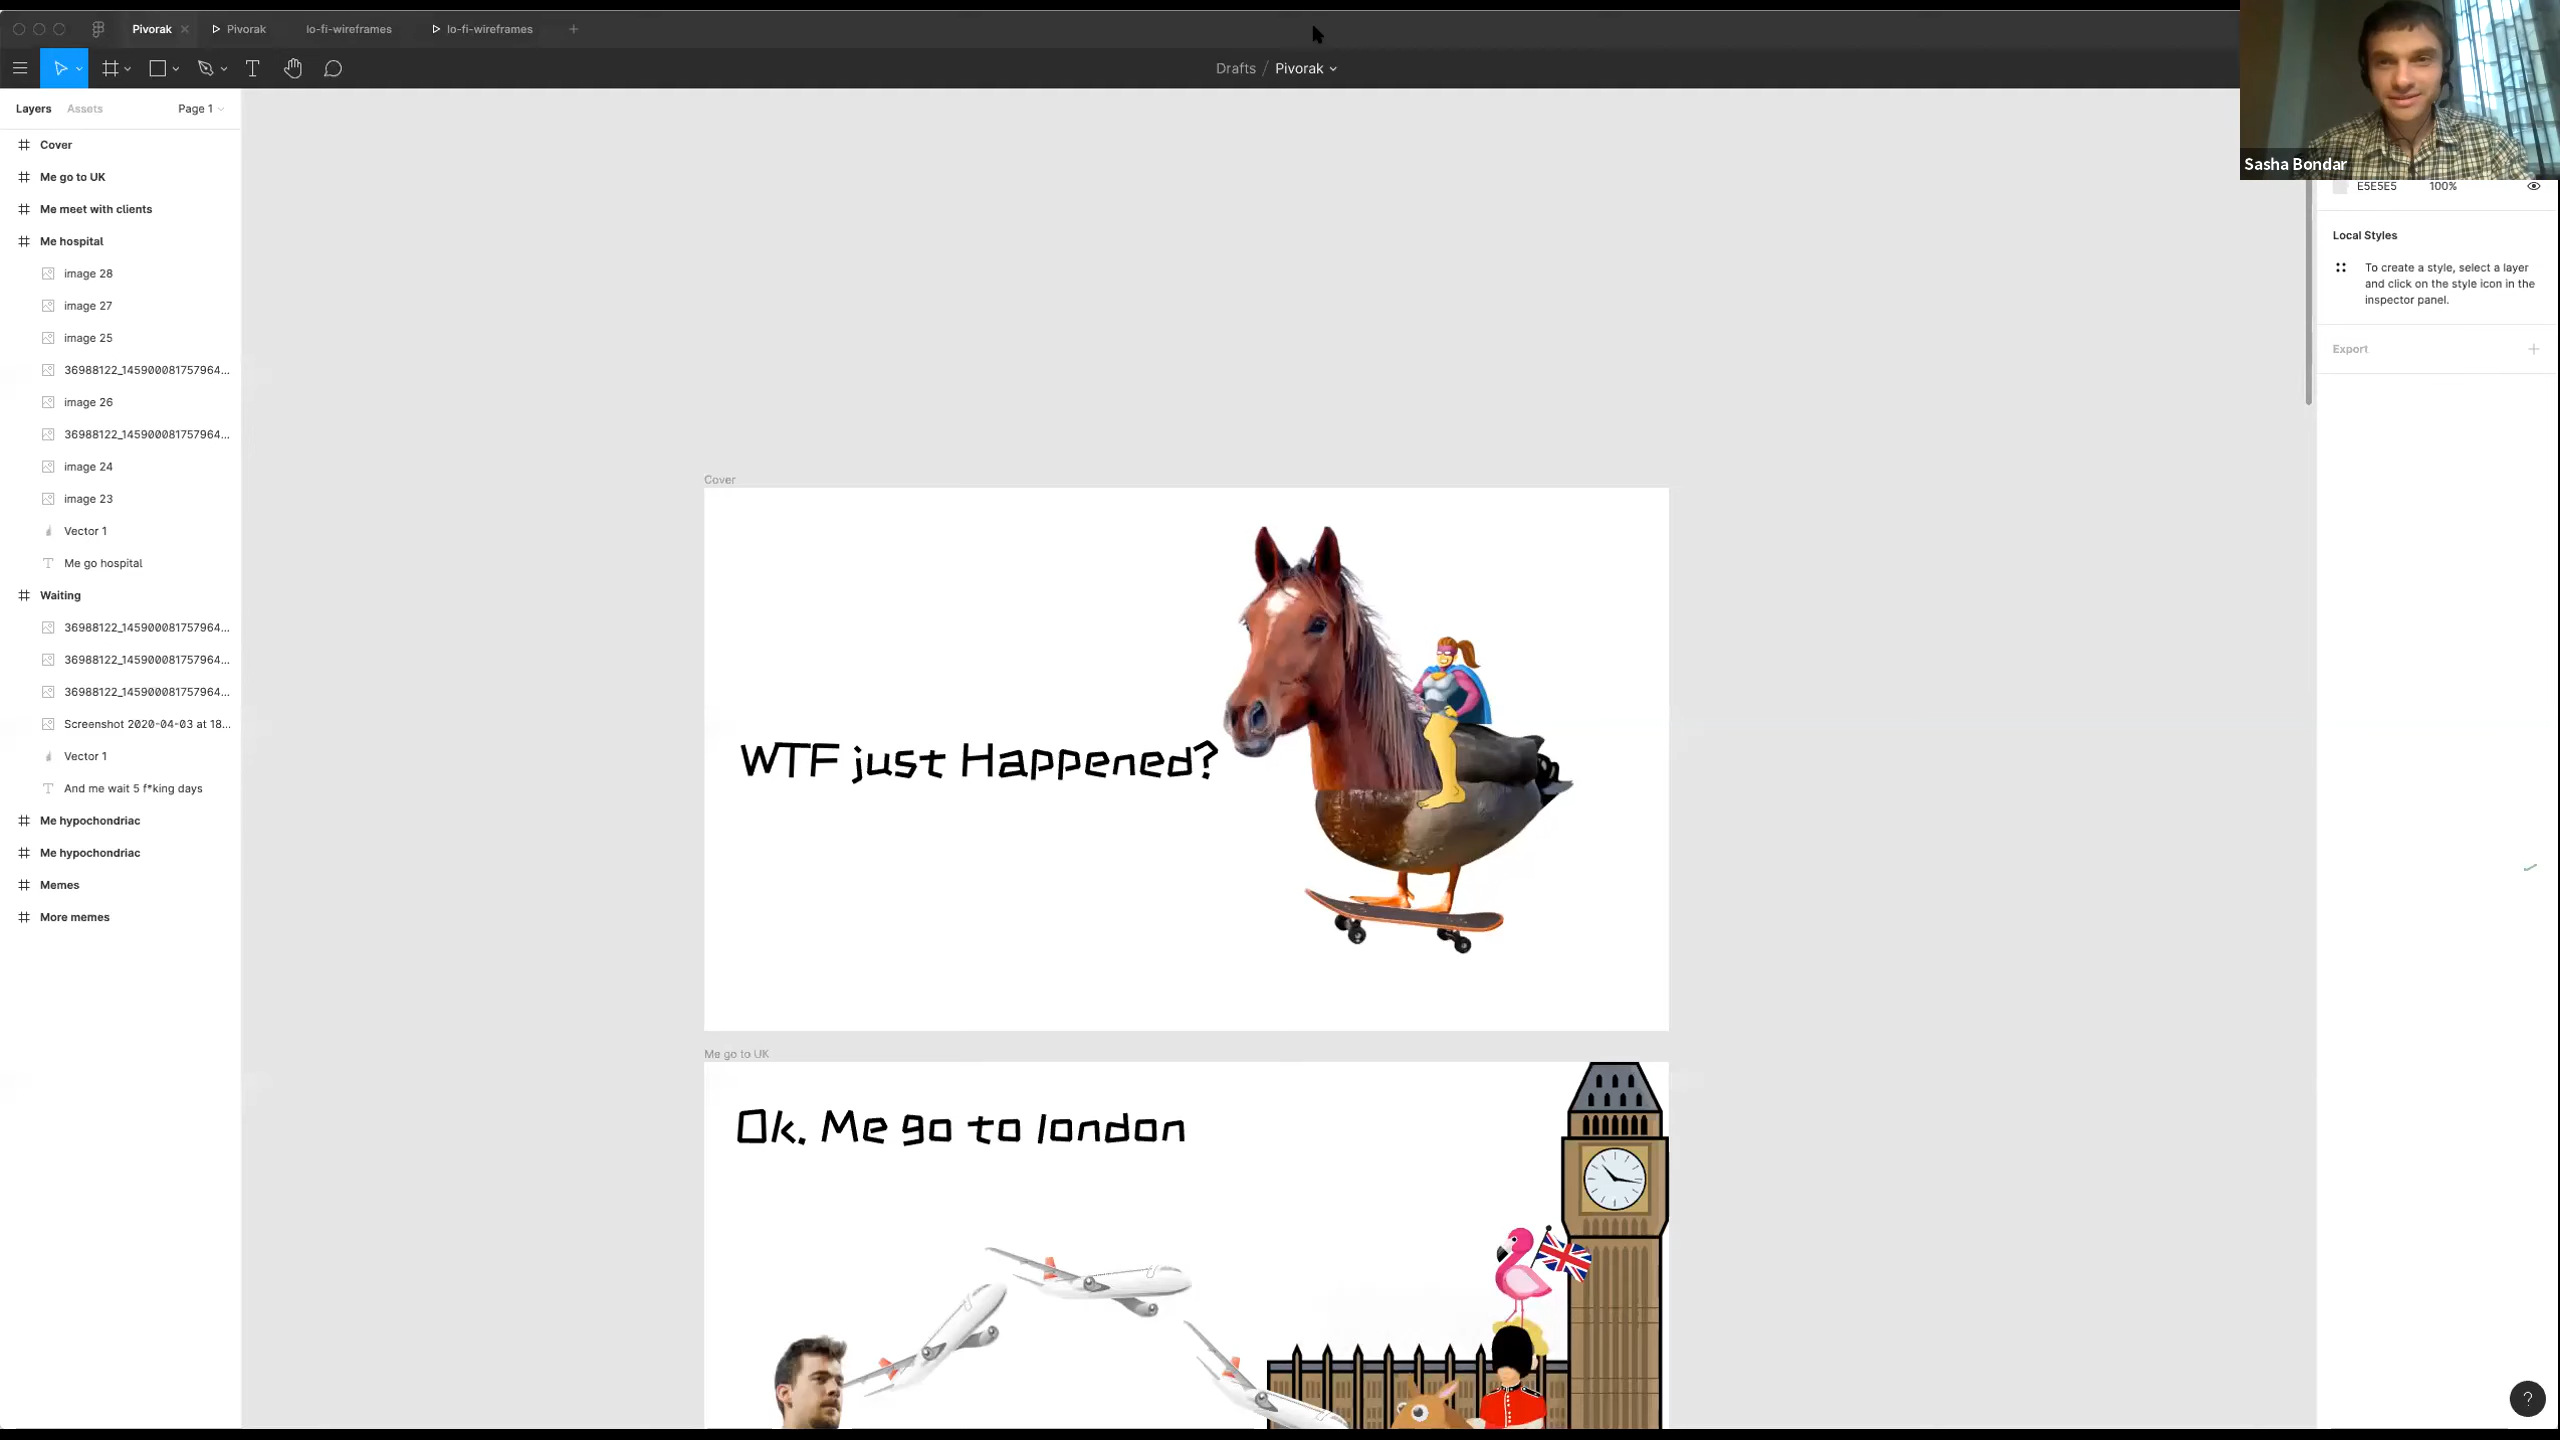 Pivorak
Pivorak
lo-fi-wireframes
lo-fi-wireframes
Drafts / Pivorak
Sasha Bondar
Layers
Assets
Page 1
Cover
Me go to UK
Me meet with clients
Me hospital
image 28
image 27
image 25
36988122_145900081757964...
image 26
36988122_145900081757964...
image 24
image 23
Vector 1
Me go hospital
Waiting
36988122_145900081757964...
36988122_145900081757964...
36988122_145900081757964...
Screenshot 2020-04-03 at 18...
Vector 1
And me wait 5 f*king days
Me hypochondriac
Me hypochondriac
Memes
More memes
Cover
WTF just Happened?
Me go to UK
Ok. Me go to london
E5E5E5 100%
Local Styles
To create a style, select a layer
and click on the style icon in the
inspector panel.
Export
?